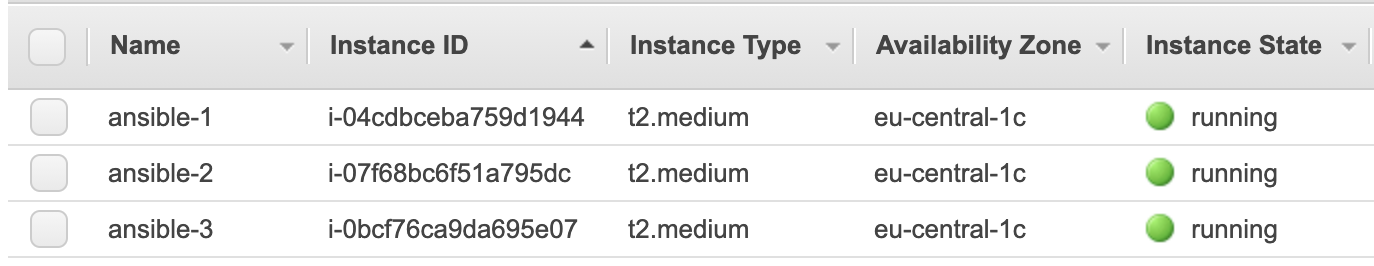 Name Instance ID Instance Type Availability Zone Instance State
ansible-1 i-04cdbceba759d1944 t2.medium eu-central-1c running
ansible-2 i-07f68bc6f51a795dc t2.medium eu-central-1c running
ansible-3 i-0bcf76ca9da695e07 t2.medium eu-central-1c running